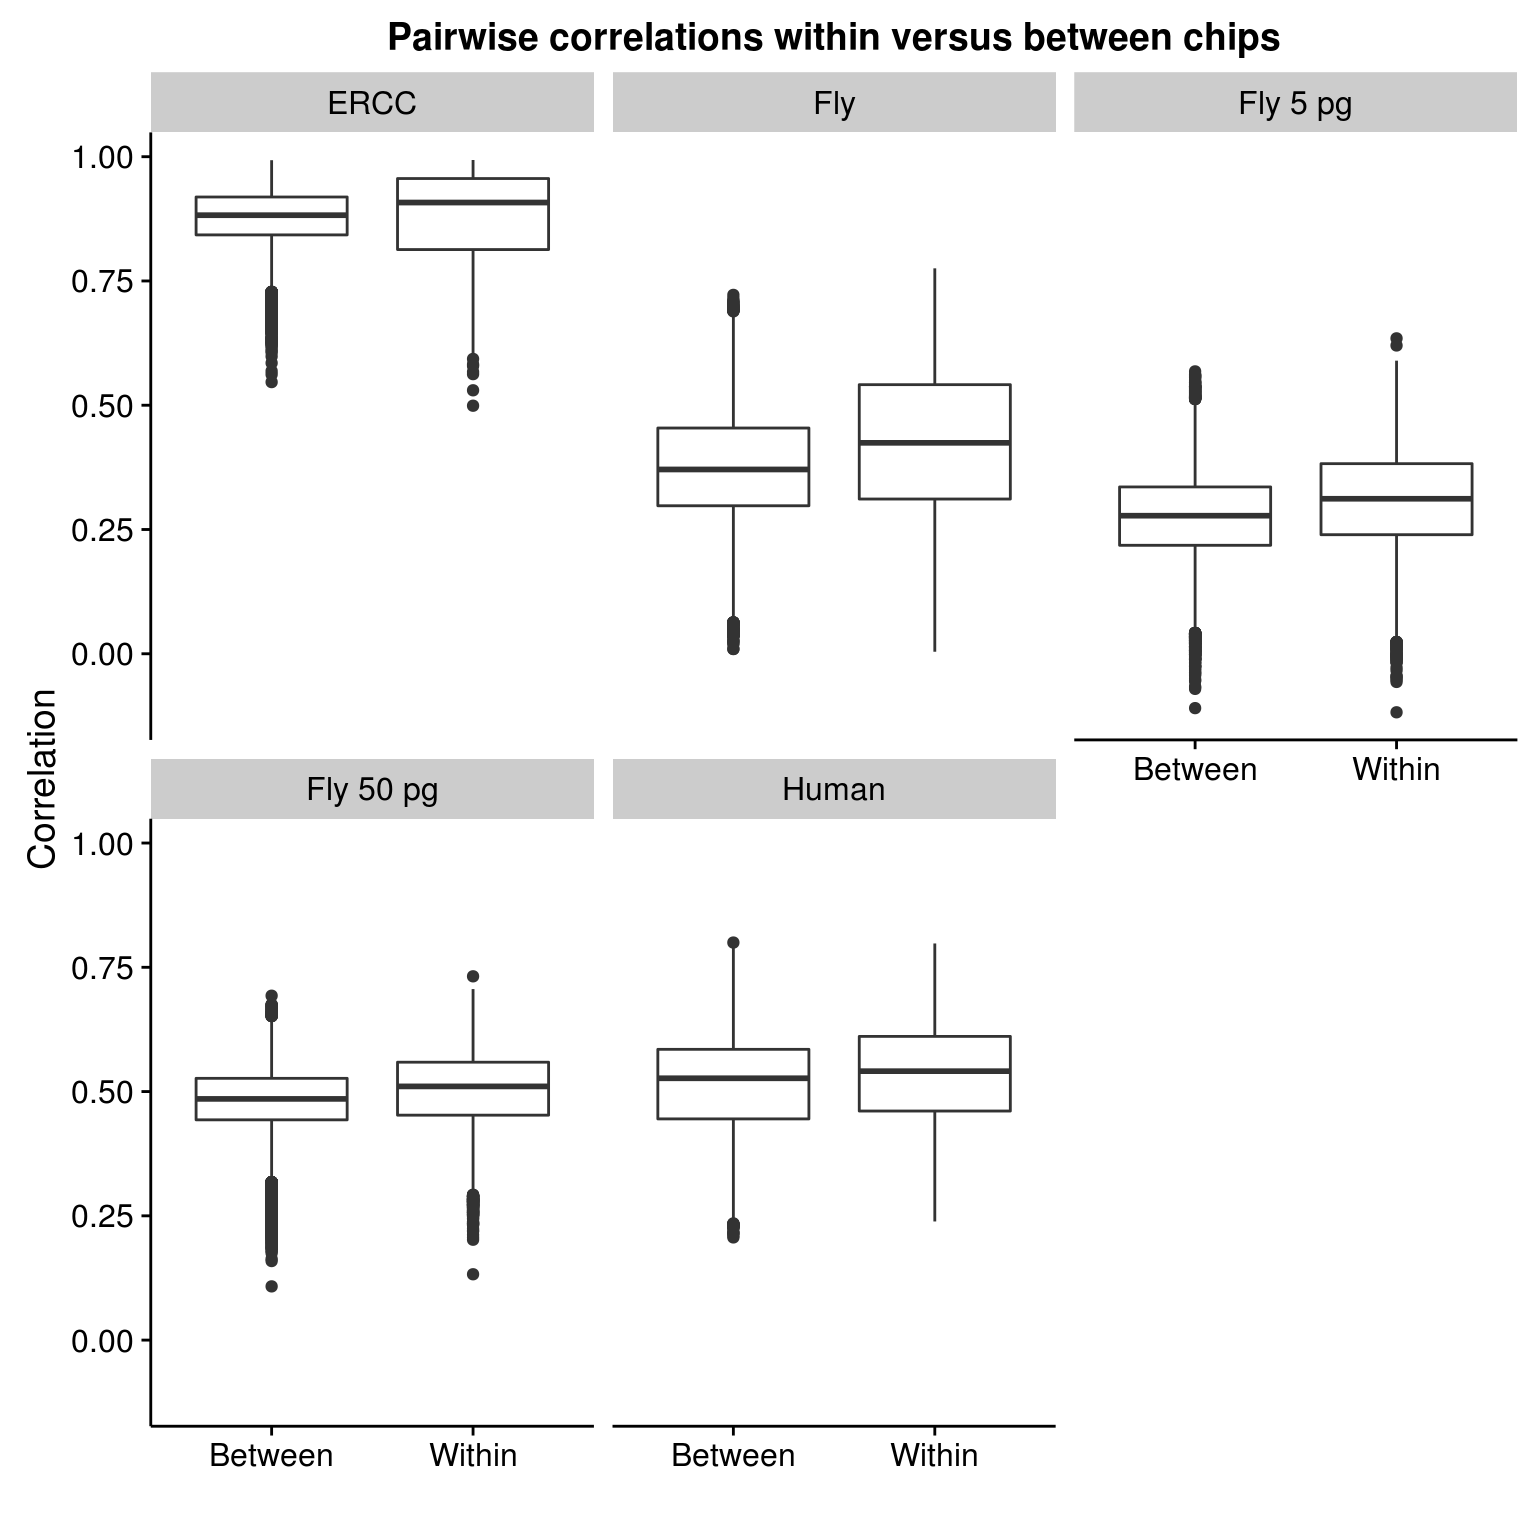 Pairwise correlations within versus between chips
ERCC
Fly
Fly 5 pg
1.00
0.75
0.50
0.25
0.00
Between
Within
Correlation
Fly 50 pg
Human
1.00
0.75
0.50
0.25
0.00
Between
Within
Between
Within